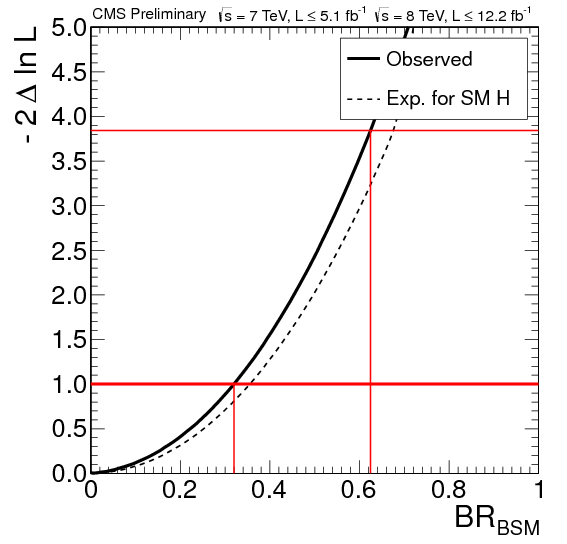 CMS Preliminary √s = 7 TeV, L ≤ 5.1 fb⁻¹ √s = 8 TeV, L ≤ 12.2 fb⁻¹
- 2 Δ ln L
Observed
Exp. for SM H
5.0
4.5
4.0
3.5
3.0
2.5
2.0
1.5
1.0
0.5
0.0
0 0.2 0.4 0.6 0.8 1
BR_BSM